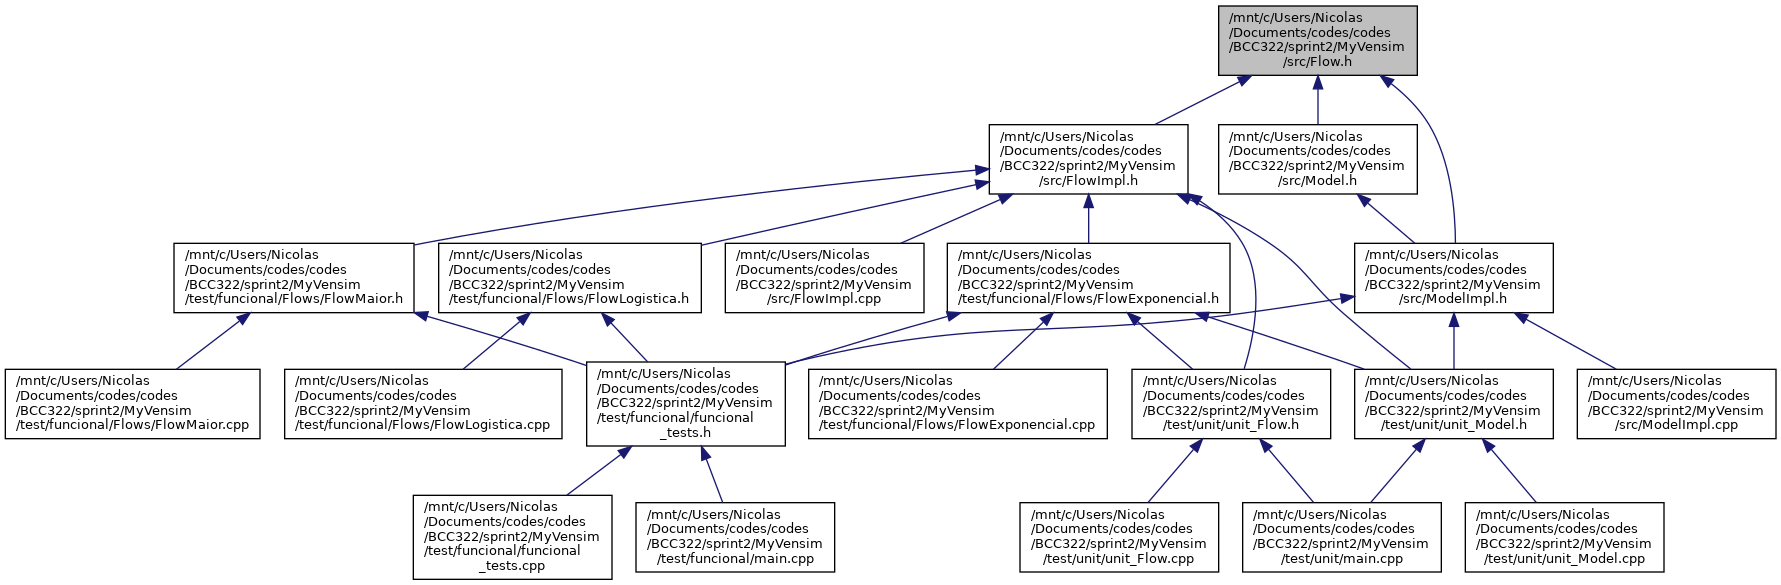 /mnt/c/Users/Nicolas
/Documents/codes/codes
/BCC322/sprint2/MyVensim
/src/Flow.h
/mnt/c/Users/Nicolas
/Documents/codes/codes
/BCC322/sprint2/MyVensim
/src/FlowImpl.h
/mnt/c/Users/Nicolas
/Documents/codes/codes
/BCC322/sprint2/MyVensim
/src/Model.h
/mnt/c/Users/Nicolas
/Documents/codes/codes
/BCC322/sprint2/MyVensim
/test/funcional/Flows/FlowMaior.h
/mnt/c/Users/Nicolas
/Documents/codes/codes
/BCC322/sprint2/MyVensim
/test/funcional/Flows/FlowLogistica.h
/mnt/c/Users/Nicolas
/Documents/codes/codes
/BCC322/sprint2/MyVensim
/src/FlowImpl.cpp
/mnt/c/Users/Nicolas
/Documents/codes/codes
/BCC322/sprint2/MyVensim
/test/funcional/Flows/FlowExponencial.h
/mnt/c/Users/Nicolas
/Documents/codes/codes
/BCC322/sprint2/MyVensim
/src/ModelImpl.h
/mnt/c/Users/Nicolas
/Documents/codes/codes
/BCC322/sprint2/MyVensim
/test/funcional/Flows/FlowMaior.cpp
/mnt/c/Users/Nicolas
/Documents/codes/codes
/BCC322/sprint2/MyVensim
/test/funcional/Flows/FlowLogistica.cpp
/mnt/c/Users/Nicolas
/Documents/codes/codes
/BCC322/sprint2/MyVensim
/test/funcional/funcional
_tests.h
/mnt/c/Users/Nicolas
/Documents/codes/codes
/BCC322/sprint2/MyVensim
/test/funcional/Flows/FlowExponencial.cpp
/mnt/c/Users/Nicolas
/Documents/codes/codes
/BCC322/sprint2/MyVensim
/test/unit/unit_Flow.h
/mnt/c/Users/Nicolas
/Documents/codes/codes
/BCC322/sprint2/MyVensim
/test/unit/unit_Model.h
/mnt/c/Users/Nicolas
/Documents/codes/codes
/BCC322/sprint2/MyVensim
/src/ModelImpl.cpp
/mnt/c/Users/Nicolas
/Documents/codes/codes
/BCC322/sprint2/MyVensim
/test/funcional/funcional
_tests.cpp
/mnt/c/Users/Nicolas
/Documents/codes/codes
/BCC322/sprint2/MyVensim
/test/funcional/main.cpp
/mnt/c/Users/Nicolas
/Documents/codes/codes
/BCC322/sprint2/MyVensim
/test/unit/unit_Flow.cpp
/mnt/c/Users/Nicolas
/Documents/codes/codes
/BCC322/sprint2/MyVensim
/test/unit/main.cpp
/mnt/c/Users/Nicolas
/Documents/codes/codes
/BCC322/sprint2/MyVensim
/test/unit/unit_Model.cpp